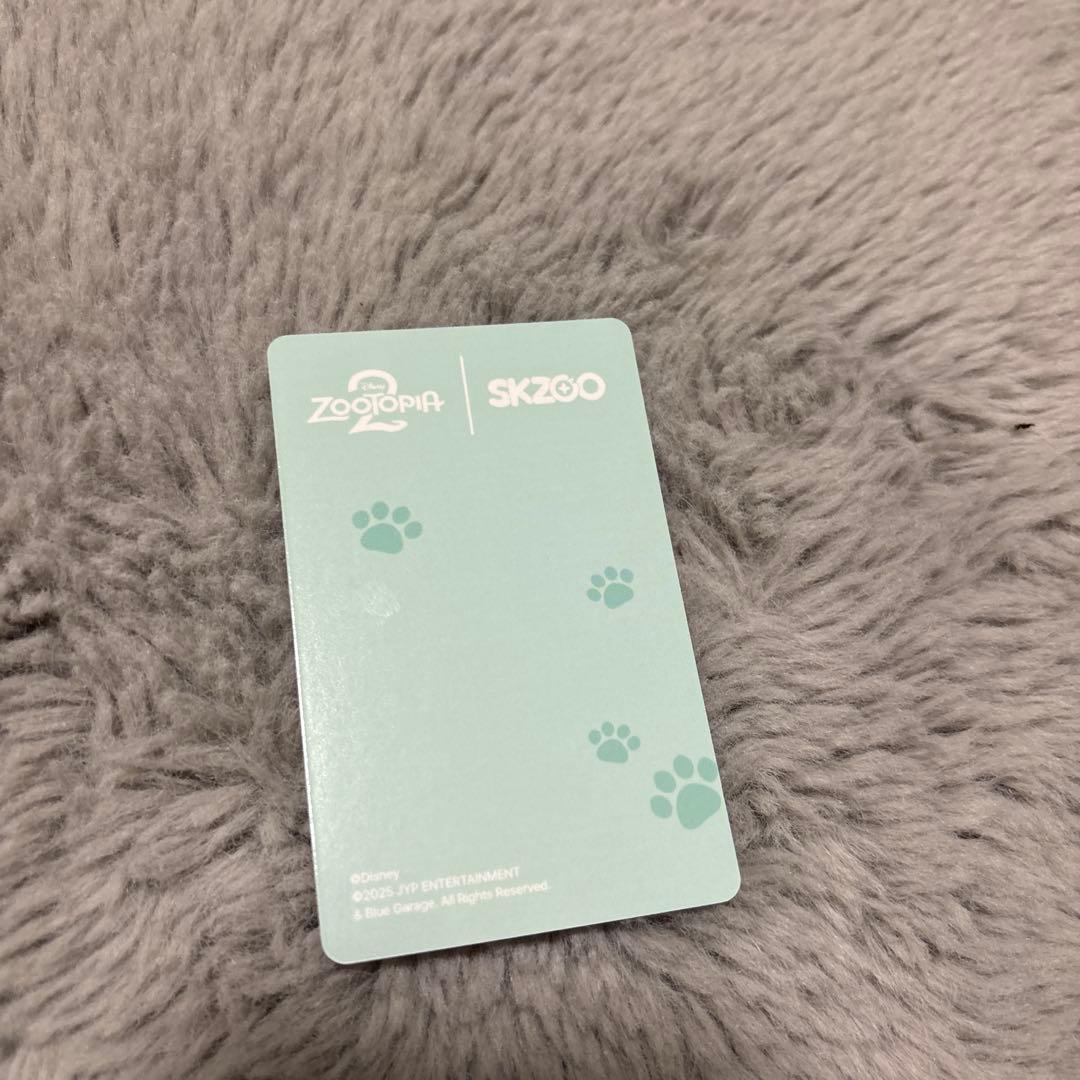 Disney
ZOOTOPIA 2
SKZOO
©Disney
©2025 JYP ENTERTAINMENT
& Blue Garage. All Rights Reserved.